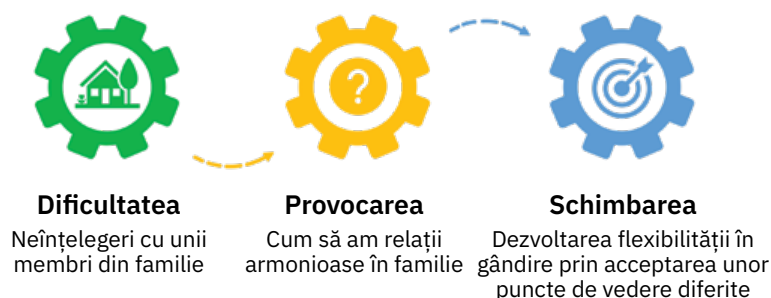 ?
Dificultatea
Neînțelegeri cu unii
membri din familie
Provocarea
Cum să am relații
armonioase în familie
Schimbarea
Dezvoltarea flexibilității în
gândire prin acceptarea unor
puncte de vedere diferite